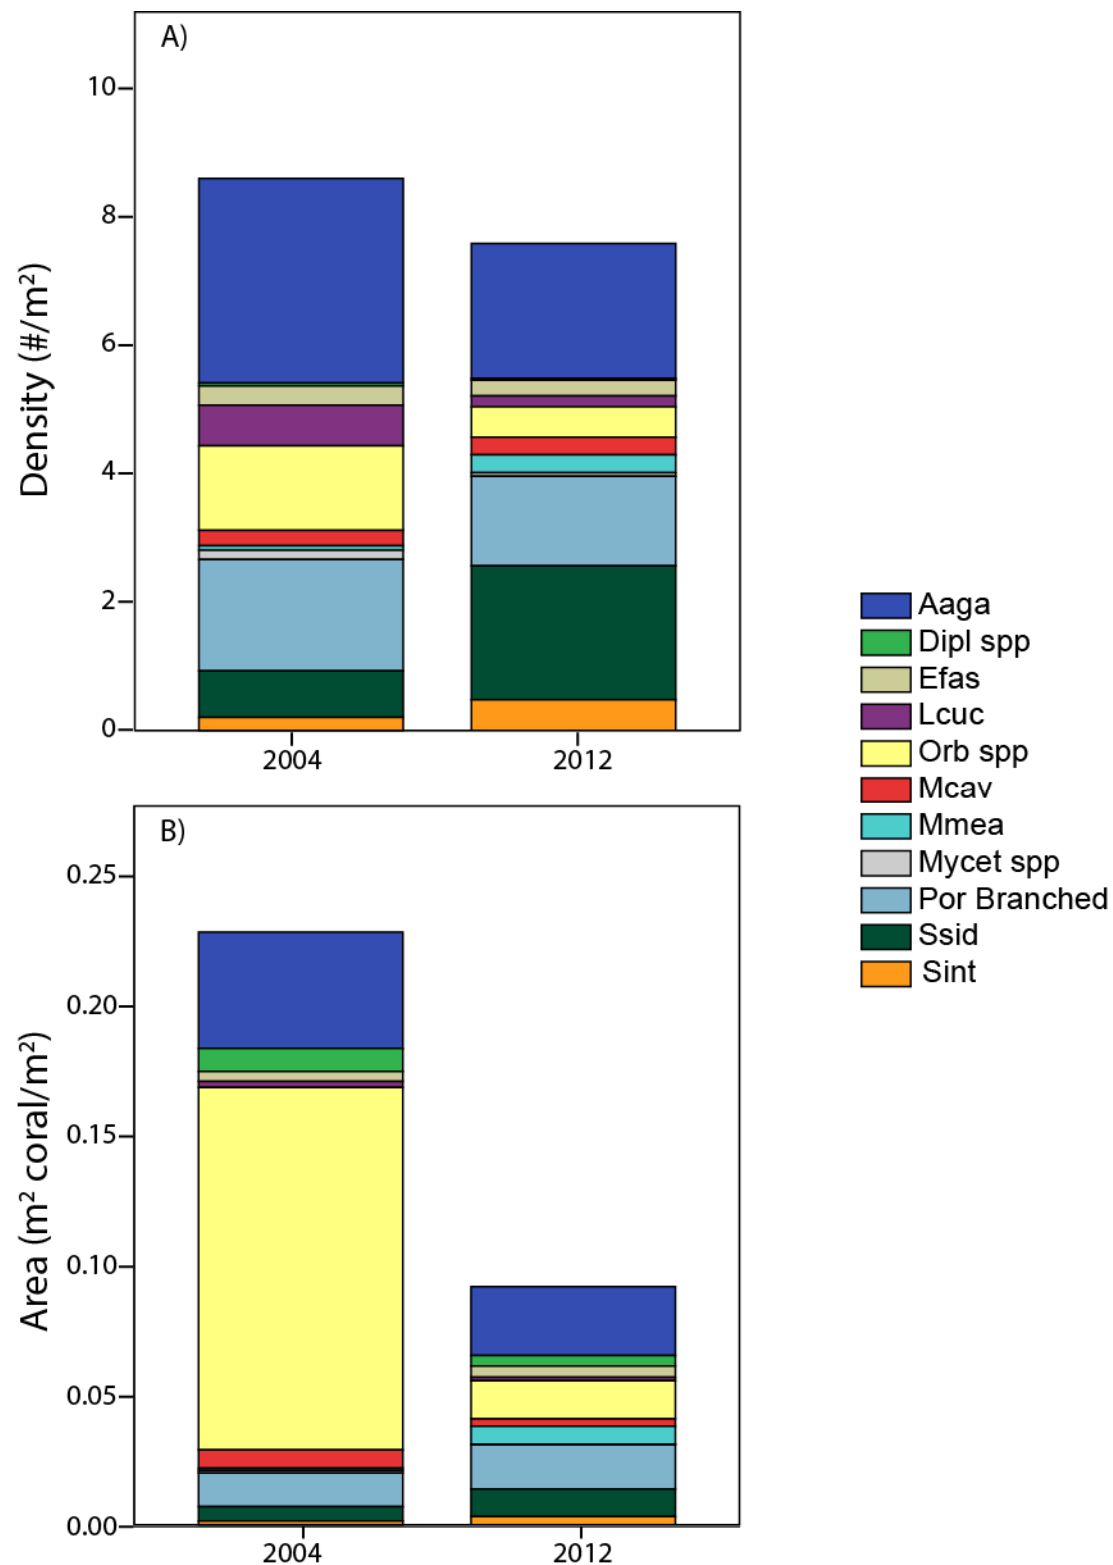 A)
10
8
6
4
2
0
Density (#/m²)
2004 2012
Aaga
Dipl spp
Efas
Lcuc
Orb spp
Mcav
Mmea
Mycet spp
Por Branched
Ssid
Sint
B)
0.25
0.20
0.15
0.10
0.05
0.00
Area (m² coral/m²)
2004 2012